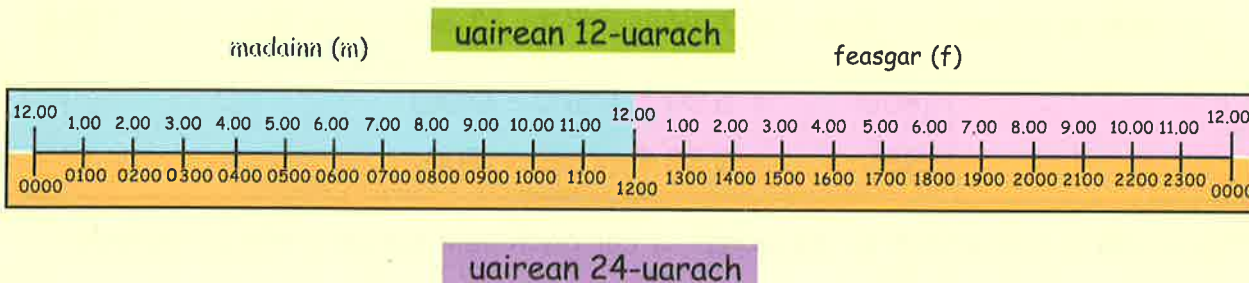 uairean 12-uarach
madainn (m)
feasgar (f)
12.00 1.00 2.00 3.00 4.00 5.00 6.00 7.00 8.00 9.00 10.00 11.00 12.00 1.00 2.00 3.00 4.00 5.00 6.00 7.00 8.00 9.00 10.00 11.00 12.00
0000 0100 0200 0300 0400 0500 0600 0700 0800 0900 1000 1100 1200 1300 1400 1500 1600 1700 1800 1900 2000 2100 2200 2300 0000
uairean 24-uarach